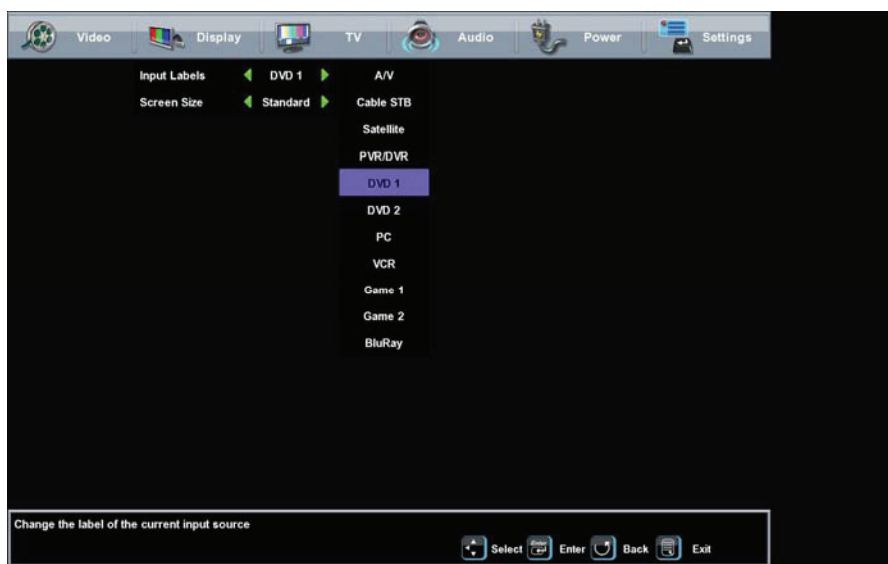 Video Display TV Audio Power Settings
Input Labels DVD 1 A/V
Screen Size Standard Cable STB
Satellite
PVR/DVR
DVD 1
DVD 2
PC
VCR
Game 1
Game 2
BluRay
Change the label of the current input source
Select Enter Enter Back Exit